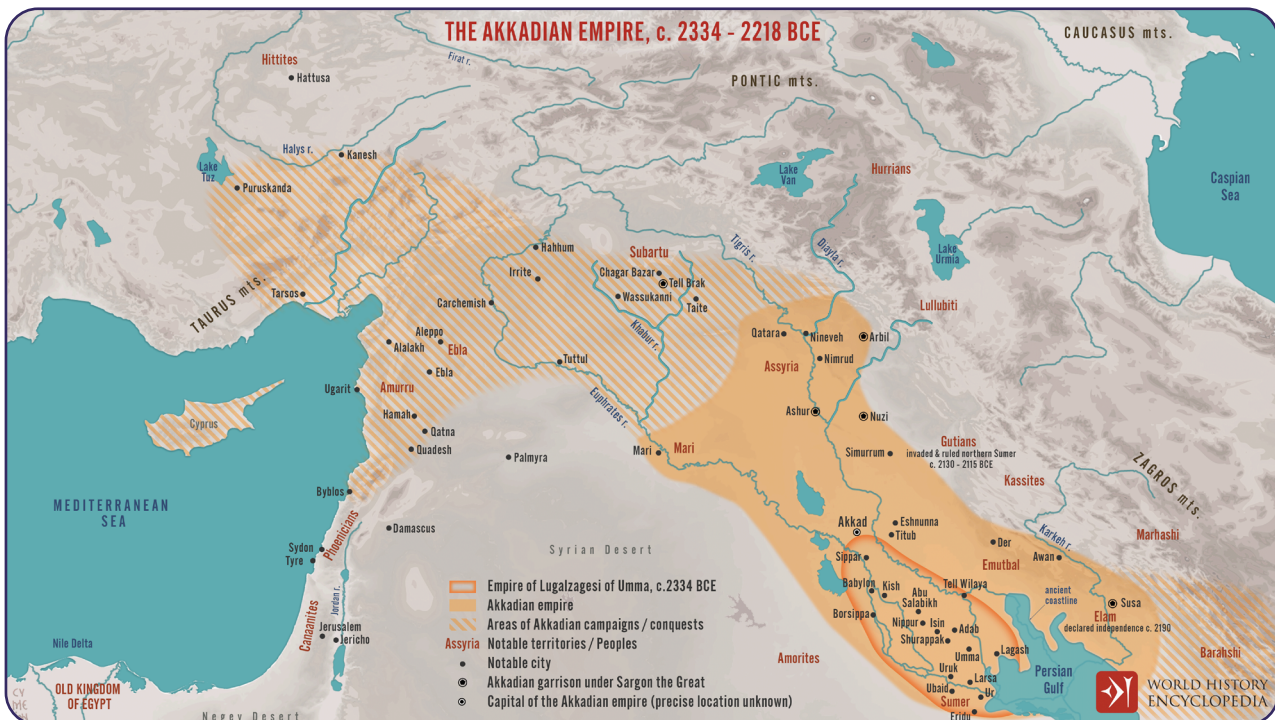 THE AKKADIAN EMPIRE, c. 2334 - 2218 BCE
CAUCASUS mts.
Hittites
Hattusa
Firat r.
PONTIC mts.
Halys r.
Kanesh
Lake
Tuz
Puruskanda
Lake
Van
Hurrians
Caspian
Sea
Hahhum
Subartu
Tigris r.
Diayla r.
Lake
Urmia
Irrite
Chagar Bazar
Tell Brak
TAURUS mts.
Tarsos
Carchemish
Wassukanni
Taite
Lullubiti
Khabur r.
Qatara
Nineveh
Arbil
Aleppo
Alalakh
Ebla
Nimrud
Tuttul
Assyria
Ebla
Ugarit
Amurru
Euphrates r.
Cyprus
Hamah
Ashur
Nuzi
Qatna
Quadesh
Palmyra
Mari
Mari
Simurrum
Gutians
invaded & ruled northern Sumer
c. 2130 - 2115 BCE
ZAGROS mts.
Kassites
Byblos
MEDITERRANEAN
SEA
Phoenicians
Damascus
Akkad
Eshnunna
Titub
Karkeh r.
Marhashi
Sydon
Tyre
Syrian Desert
Sippar
Der
Awan
Emutbal
Empire of Lugalzagesi of Umma, c.2334 BCE
Babylon
Kish
Tell Wilaya
Abu
Salabikh
ancient
coastline
Akkadian empire
Susa
Jordan r.
Canaanites
Areas of Akkadian campaigns / conquests
Borsippa
Nippur
Isin
Adab
Elam
declared independence c. 2190
Jerusalem
Jericho
Assyria
Notable territories / Peoples
Shurappak
Nile Delta
Notable city
Amorites
Umma
Lagash
Barahshi
Uruk
Akkadian garrison under Sargon the Great
Larsa
Persian
Gulf
OLD KINGDOM
OF EGYPT
Capital of the Akkadian empire (precise location unknown)
Ubaid
Ur
Sumer
Eridu
WORLD HISTORY
ENCYCLOPEDIA
Negev Desert